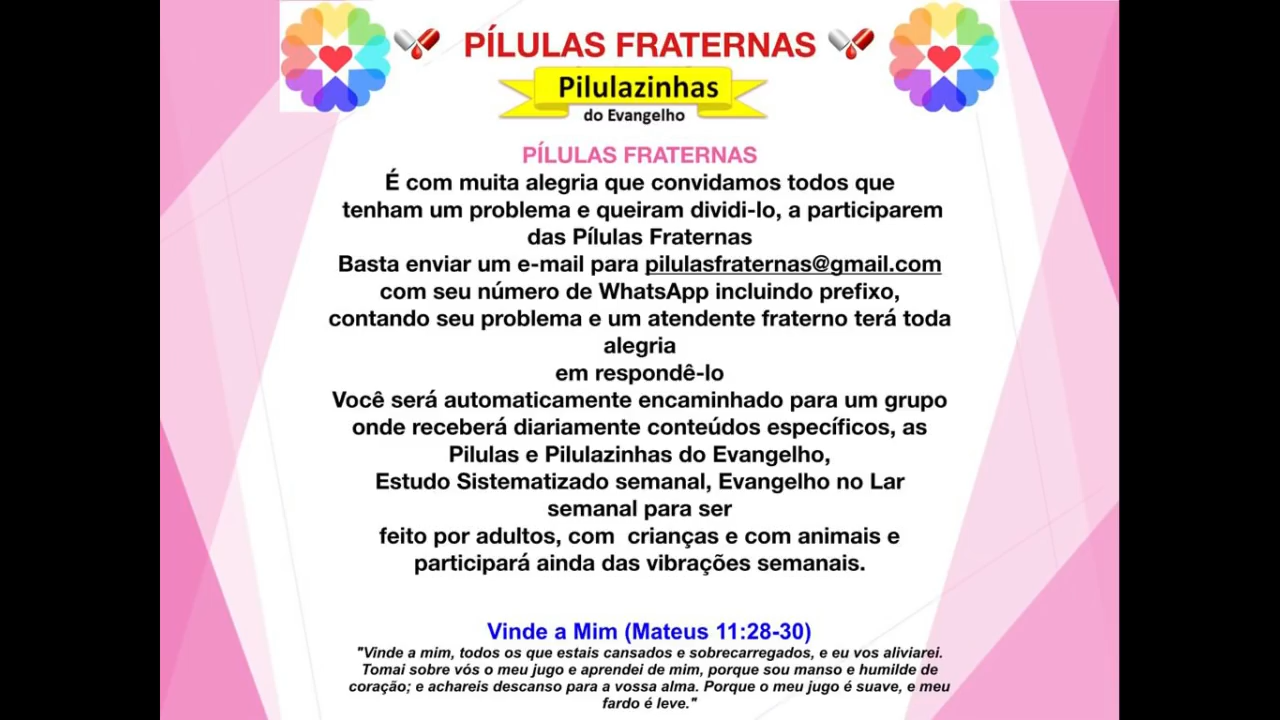 PÍLULAS FRATERNAS
Pilulazinhas
do Evangelho
PÍLULAS FRATERNAS
É com muita alegria que convidamos todos que
tenham um problema e queiram dividi-lo, a participarem
das Pílulas Fraternas
Basta enviar um e-mail para pilulasfraternas@gmail.com
com seu número de WhatsApp incluindo prefixo,
contando seu problema e um atendente fraterno terá toda
alegria
em respondê-lo
Você será automaticamente encaminhado para um grupo
onde receberá diariamente conteúdos específicos, as
Pilulas e Pilulazinhas do Evangelho,
Estudo Sistematizado semanal, Evangelho no Lar
semanal para ser
feito por adultos, com crianças e com animais e
participará ainda das vibrações semanais.
Vinde a Mim (Mateus 11:28-30)
"Vinde a mim, todos os que estais cansados e sobrecarregados, e eu vos aliviarei.
Tomai sobre vós o meu jugo e aprendei de mim, porque sou manso e humilde de
coração; e achareis descanso para a vossa alma. Porque o meu jugo é suave, e meu
fardo é leve."